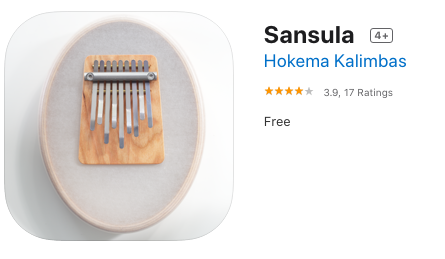 Sansula 4+
Hokema Kalimbas
3.9, 17 Ratings
Free